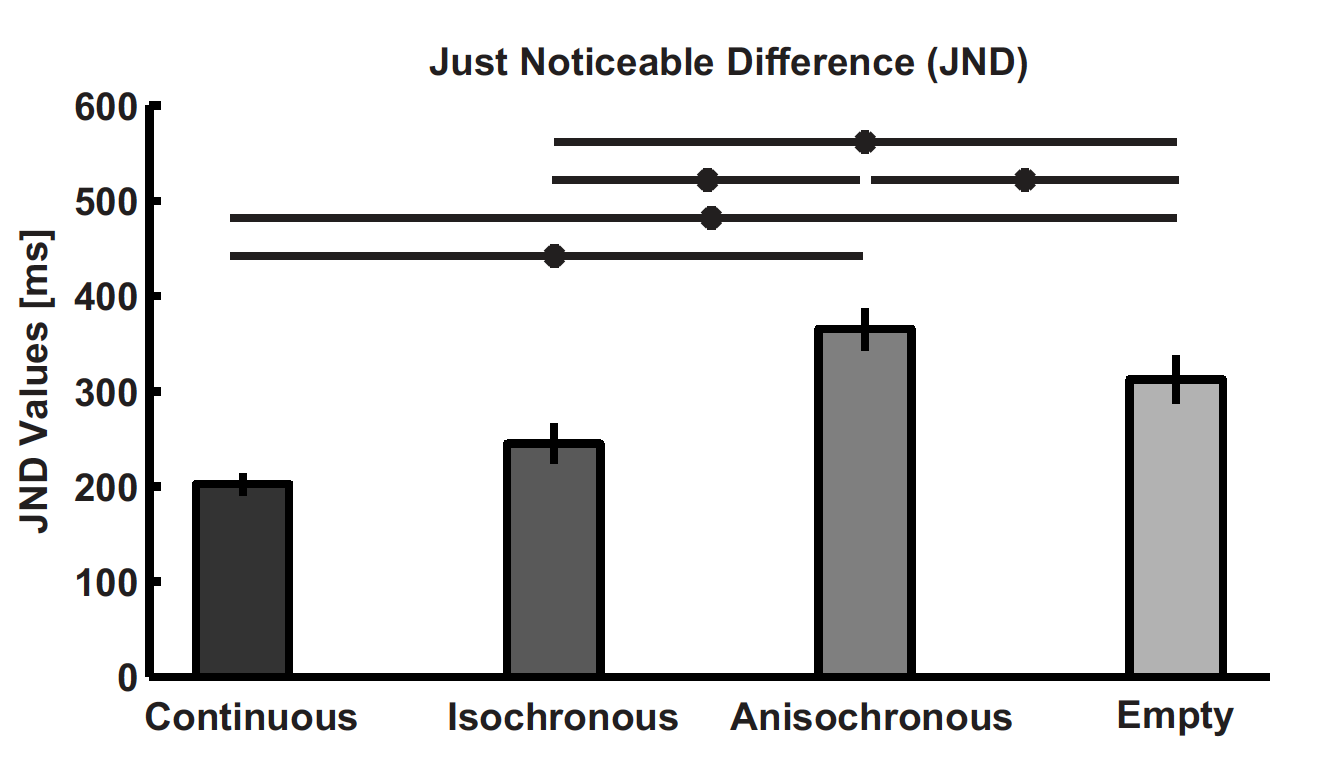 Just Noticeable Difference (JND)
JND Values [ms]
600
500
400
300
200
100
0
Continuous Isochronous Anisochronous Empty